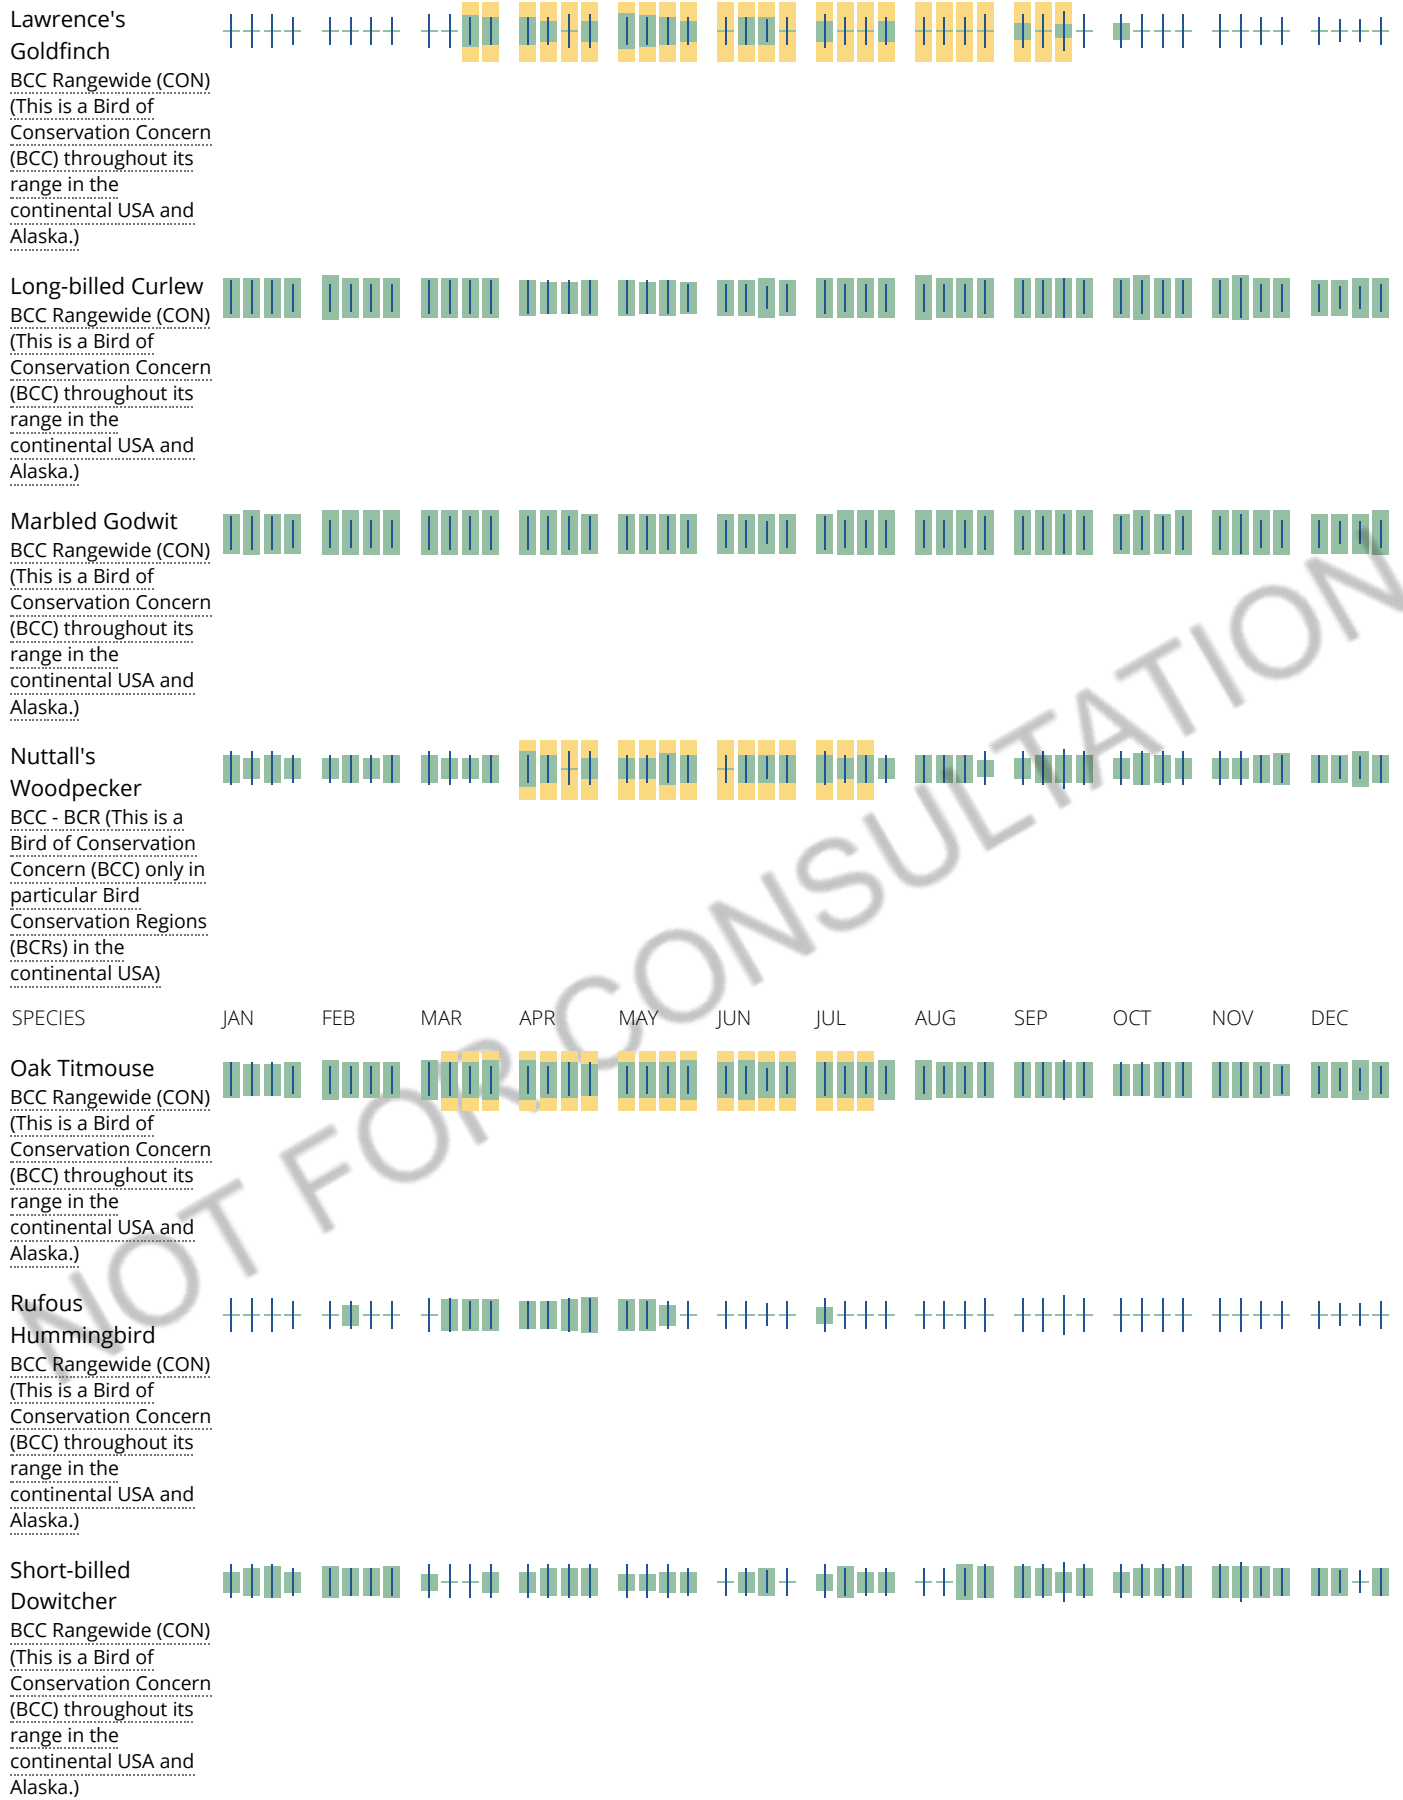 Lawrence's
Goldfinch
BCC Rangewide (CON)
(This is a Bird of
Conservation Concern
(BCC) throughout its
range in the
continental USA and
Alaska.)
Long-billed Curlew
BCC Rangewide (CON)
(This is a Bird of
Conservation Concern
(BCC) throughout its
range in the
continental USA and
Alaska.)
Marbled Godwit
BCC Rangewide (CON)
(This is a Bird of
Conservation Concern
(BCC) throughout its
range in the
continental USA and
Alaska.)
Nuttall's
Woodpecker
BCC - BCR (This is a
Bird of Conservation
Concern (BCC) only in
particular Bird
Conservation Regions
(BCRs) in the
continental USA)
SPECIES JAN FEB MAR APR MAY JUN JUL AUG SEP OCT NOV DEC
Oak Titmouse
BCC Rangewide (CON)
(This is a Bird of
Conservation Concern
(BCC) throughout its
range in the
continental USA and
Alaska.)
Rufous
Hummingbird
BCC Rangewide (CON)
(This is a Bird of
Conservation Concern
(BCC) throughout its
range in the
continental USA and
Alaska.)
Short-billed
Dowitcher
BCC Rangewide (CON)
(This is a Bird of
Conservation Concern
(BCC) throughout its
range in the
continental USA and
Alaska.)
NOT FOR CONSULTATION